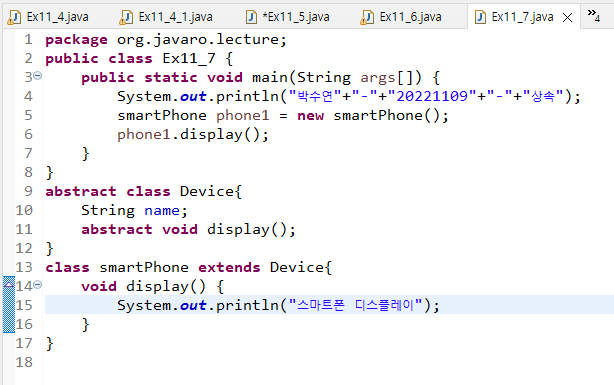 Ex11_4.java Ex11_4_1.java *Ex11_5.java Ex11_6.java Ex11_7.java »4
1 package org.javaro.lecture;
2 public class Ex11_7 {
3 public static void main(String args[]) {
4 System.out.println("박수연"+"-"+"20221109"+"-"+"상속");
5 smartPhone phone1 = new smartPhone();
6 phone1.display();
7 }
8 }
9 abstract class Device{
10 String name;
11 abstract void display();
12 }
13 class smartPhone extends Device{
14 void display() {
15 System.out.println("스마트폰 디스플레이");
16 }
17 }
18